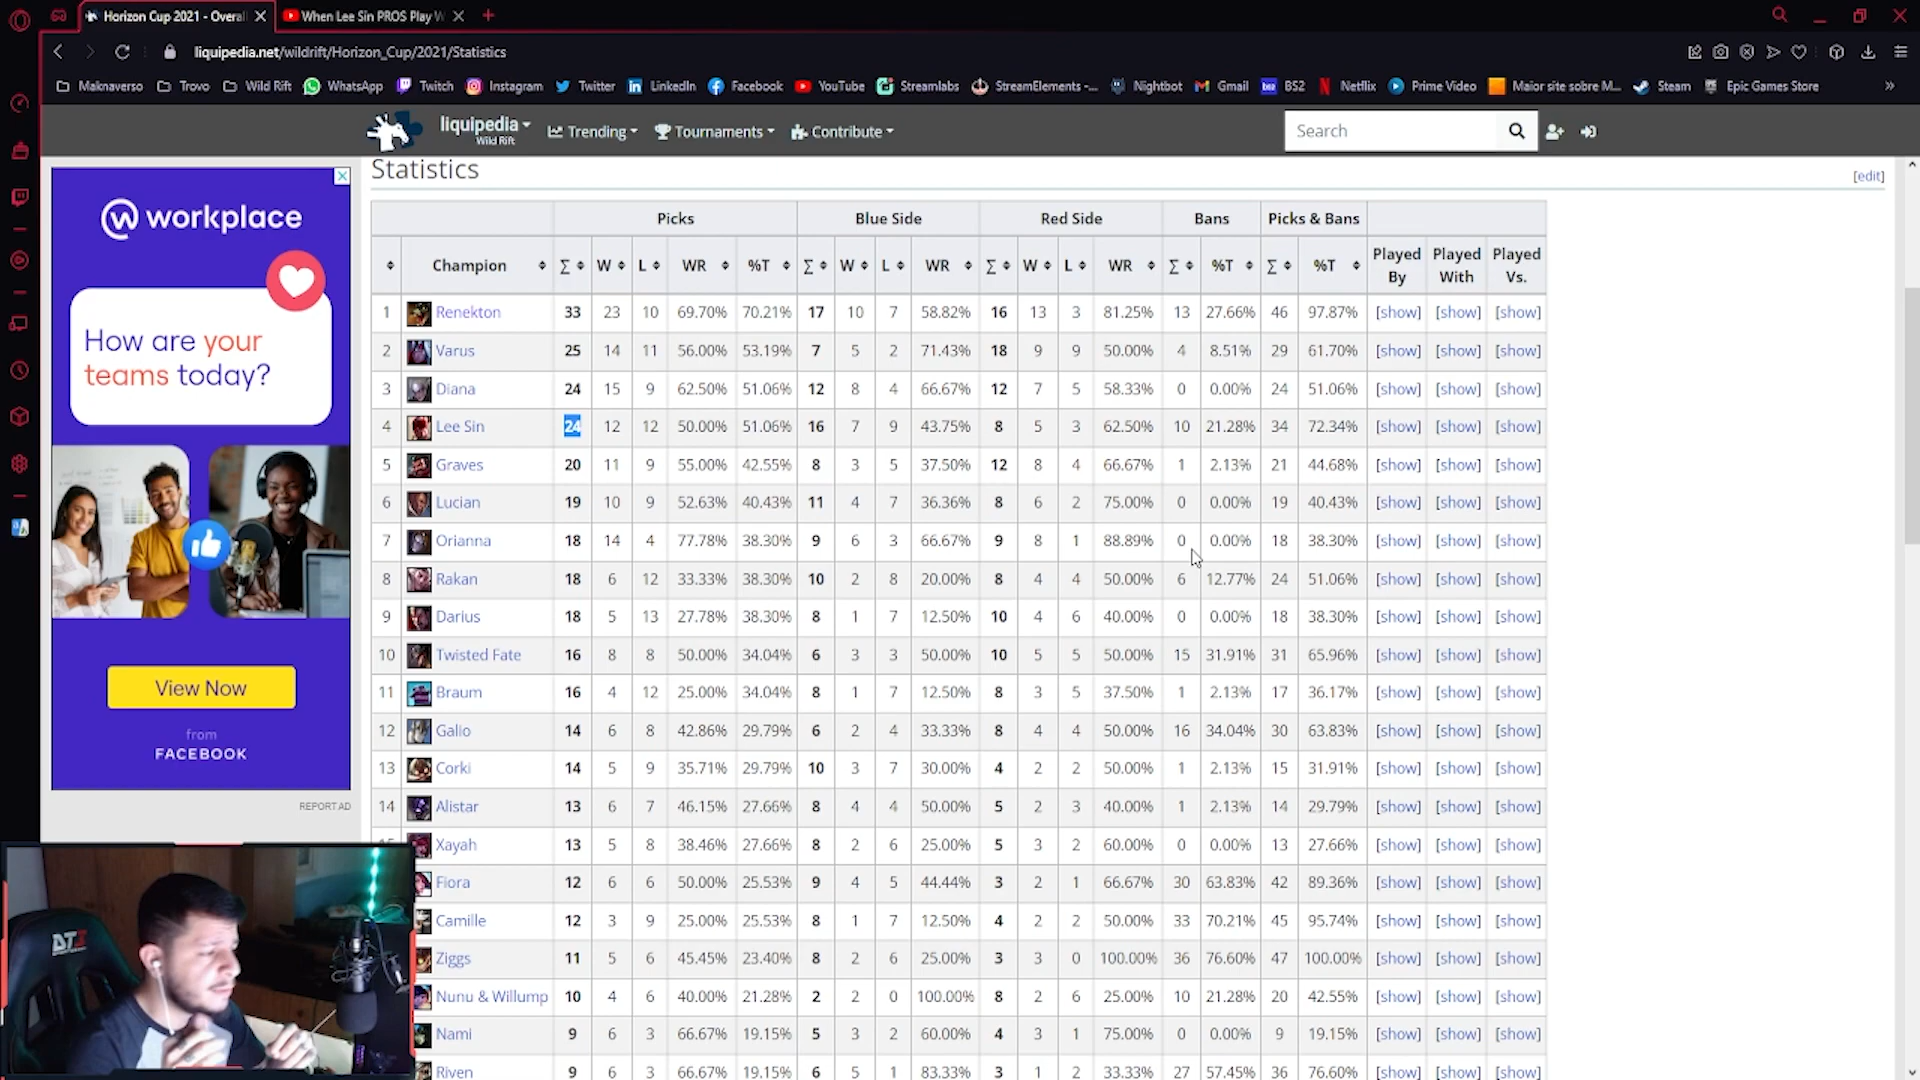 Horizon Cup 2021 - Overal
When Lee Sin PROS Play W
liquipedia.net/wildrift/Horizon_Cup/2021/Statistics
Maknaverso Trovo Wild Rift WhatsApp Twitch Instagram Twitter LinkedIn Facebook YouTube Streamlabs StreamElements -... Nightbot Gmail BS2 Netflix Prime Video Maior site sobre M... Steam Epic Games Store »
liquipedia Wild Rift Trending Tournaments Contribute Search
Statistics [edit]
workplace
How are your
teams today?
View Now
from
FACEBOOK
REPORT AD
Picks Blue Side Red Side Bans Picks & Bans
Champion ∑ W L WR %T ∑ W L WR ∑ W L WR ∑ %T ∑ %T Played By Played With Played Vs.
1 Renekton 33 23 10 69.70% 70.21% 17 10 7 58.82% 16 13 3 81.25% 13 27.66% 46 97.87% [show] [show] [show]
2 Varus 25 14 11 56.00% 53.19% 7 5 2 71.43% 18 9 9 50.00% 4 8.51% 29 61.70% [show] [show] [show]
3 Diana 24 15 9 62.50% 51.06% 12 8 4 66.67% 12 7 5 58.33% 0 0.00% 24 51.06% [show] [show] [show]
4 Lee Sin 24 12 12 50.00% 51.06% 16 7 9 43.75% 8 5 3 62.50% 10 21.28% 34 72.34% [show] [show] [show]
5 Graves 20 11 9 55.00% 42.55% 8 3 5 37.50% 12 8 4 66.67% 1 2.13% 21 44.68% [show] [show] [show]
6 Lucian 19 10 9 52.63% 40.43% 11 4 7 36.36% 8 6 2 75.00% 0 0.00% 19 40.43% [show] [show] [show]
7 Orianna 18 14 4 77.78% 38.30% 9 6 3 66.67% 9 8 1 88.89% 0 0.00% 18 38.30% [show] [show] [show]
8 Rakan 18 6 12 33.33% 38.30% 10 2 8 20.00% 8 4 4 50.00% 6 12.77% 24 51.06% [show] [show] [show]
9 Darius 18 5 13 27.78% 38.30% 8 1 7 12.50% 10 4 6 40.00% 0 0.00% 18 38.30% [show] [show] [show]
10 Twisted Fate 16 8 8 50.00% 34.04% 6 3 3 50.00% 10 5 5 50.00% 15 31.91% 31 65.96% [show] [show] [show]
11 Braum 16 4 12 25.00% 34.04% 8 1 7 12.50% 8 3 5 37.50% 1 2.13% 17 36.17% [show] [show] [show]
12 Galio 14 6 8 42.86% 29.79% 6 2 4 33.33% 8 4 4 50.00% 16 34.04% 30 63.83% [show] [show] [show]
13 Corki 14 5 9 35.71% 29.79% 10 3 7 30.00% 4 2 2 50.00% 1 2.13% 15 31.91% [show] [show] [show]
14 Alistar 13 6 7 46.15% 27.66% 8 4 4 50.00% 5 2 3 40.00% 1 2.13% 14 29.79% [show] [show] [show]
Xayah 13 5 8 38.46% 27.66% 8 2 6 25.00% 5 3 2 60.00% 0 0.00% 13 27.66% [show] [show] [show]
Fiora 12 6 6 50.00% 25.53% 9 4 5 44.44% 3 2 1 66.67% 30 63.83% 42 89.36% [show] [show] [show]
Camille 12 3 9 25.00% 25.53% 8 1 7 12.50% 4 2 2 50.00% 33 70.21% 45 95.74% [show] [show] [show]
Ziggs 11 5 6 45.45% 23.40% 8 2 6 25.00% 3 3 0 100.00% 36 76.60% 47 100.00% [show] [show] [show]
Nunu & Willump 10 4 6 40.00% 21.28% 2 2 0 100.00% 8 2 6 25.00% 10 21.28% 20 42.55% [show] [show] [show]
Nami 9 6 3 66.67% 19.15% 5 3 2 60.00% 4 3 1 75.00% 0 0.00% 9 19.15% [show] [show] [show]
Riven 9 6 3 66.67% 19.15% 6 5 1 83.33% 3 1 2 33.33% 27 57.45% 36 76.60% [show] [show] [show]